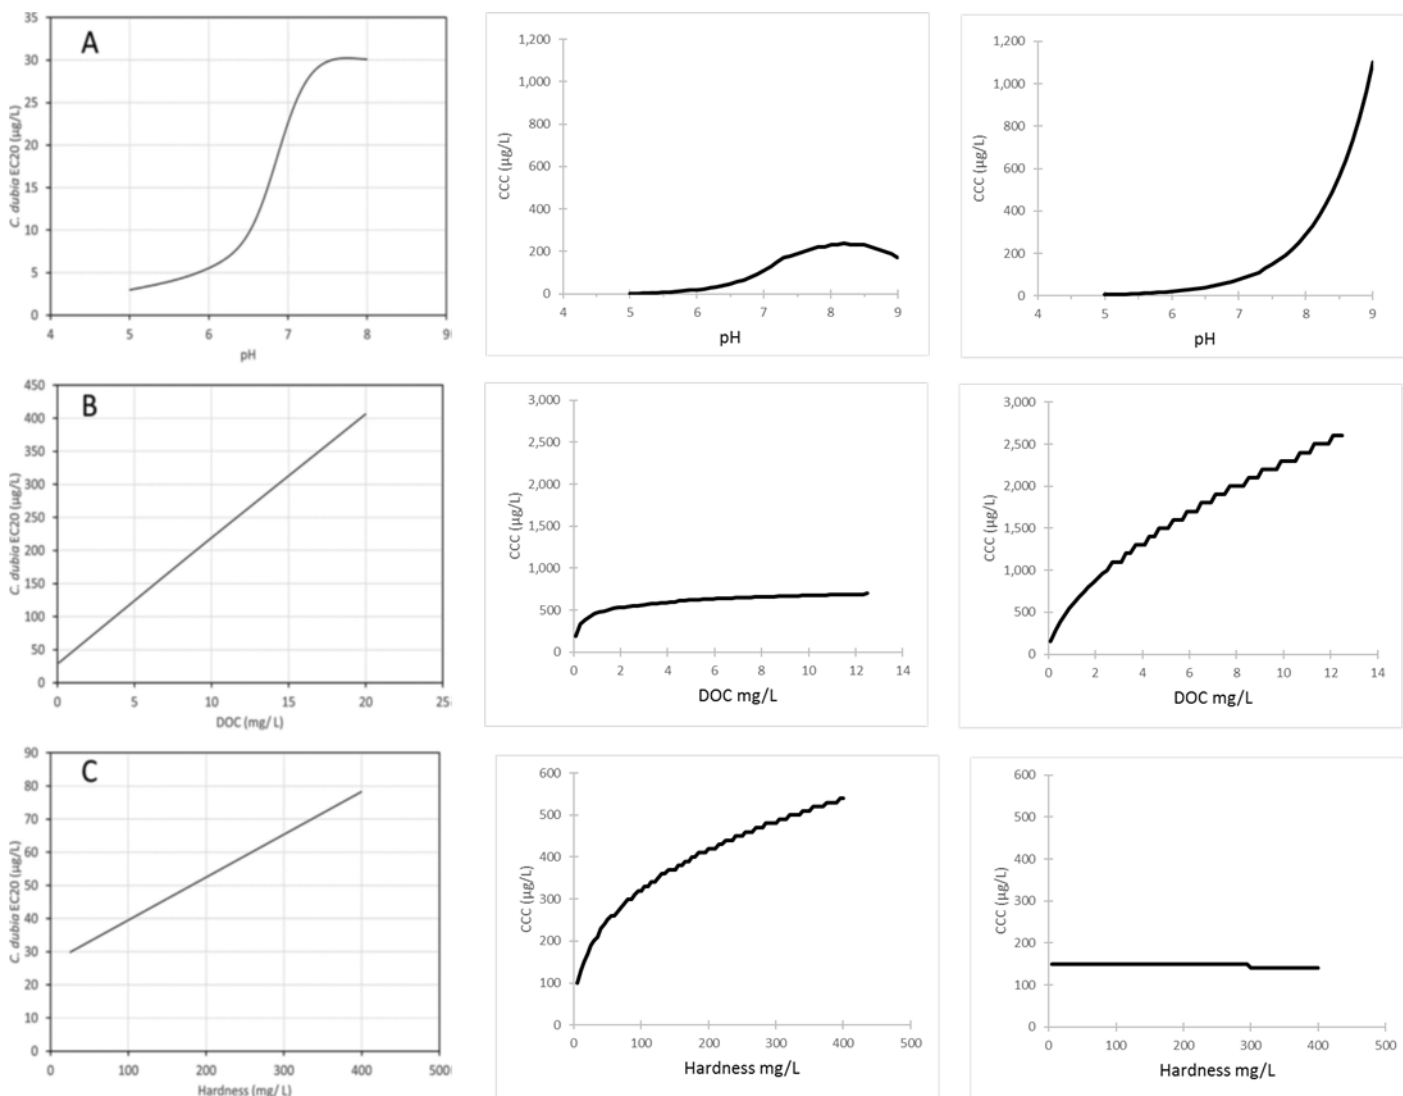 A
C. dubia EC20 (µg/L)
35
30
25
20
15
10
5
0
4 5 6 7 8 9
pH
CCC (µg/L)
1,200
1,000
800
600
400
200
0
4 5 6 7 8 9
pH
CCC (µg/L)
1,200
1,000
800
600
400
200
0
4 5 6 7 8 9
pH
B
C. dubia EC20 (µg/L)
450
400
350
300
250
200
150
100
50
0
0 5 10 15 20 25
DOC (mg/ L)
CCC (µg/L)
3,000
2,500
2,000
1,500
1,000
500
0
0 2 4 6 8 10 12 14
DOC mg/L
CCC (µg/L)
3,000
2,500
2,000
1,500
1,000
500
0
0 2 4 6 8 10 12 14
DOC mg/L
C
C. dubia EC20 (µg/L)
90
80
70
60
50
40
30
20
10
0
0 100 200 300 400 500
Hardness (mg/ L)
CCC (µg/L)
600
500
400
300
200
100
0
0 100 200 300 400 500
Hardness mg/L
CCC (µg/L)
600
500
400
300
200
100
0
0 100 200 300 400 500
Hardness mg/L